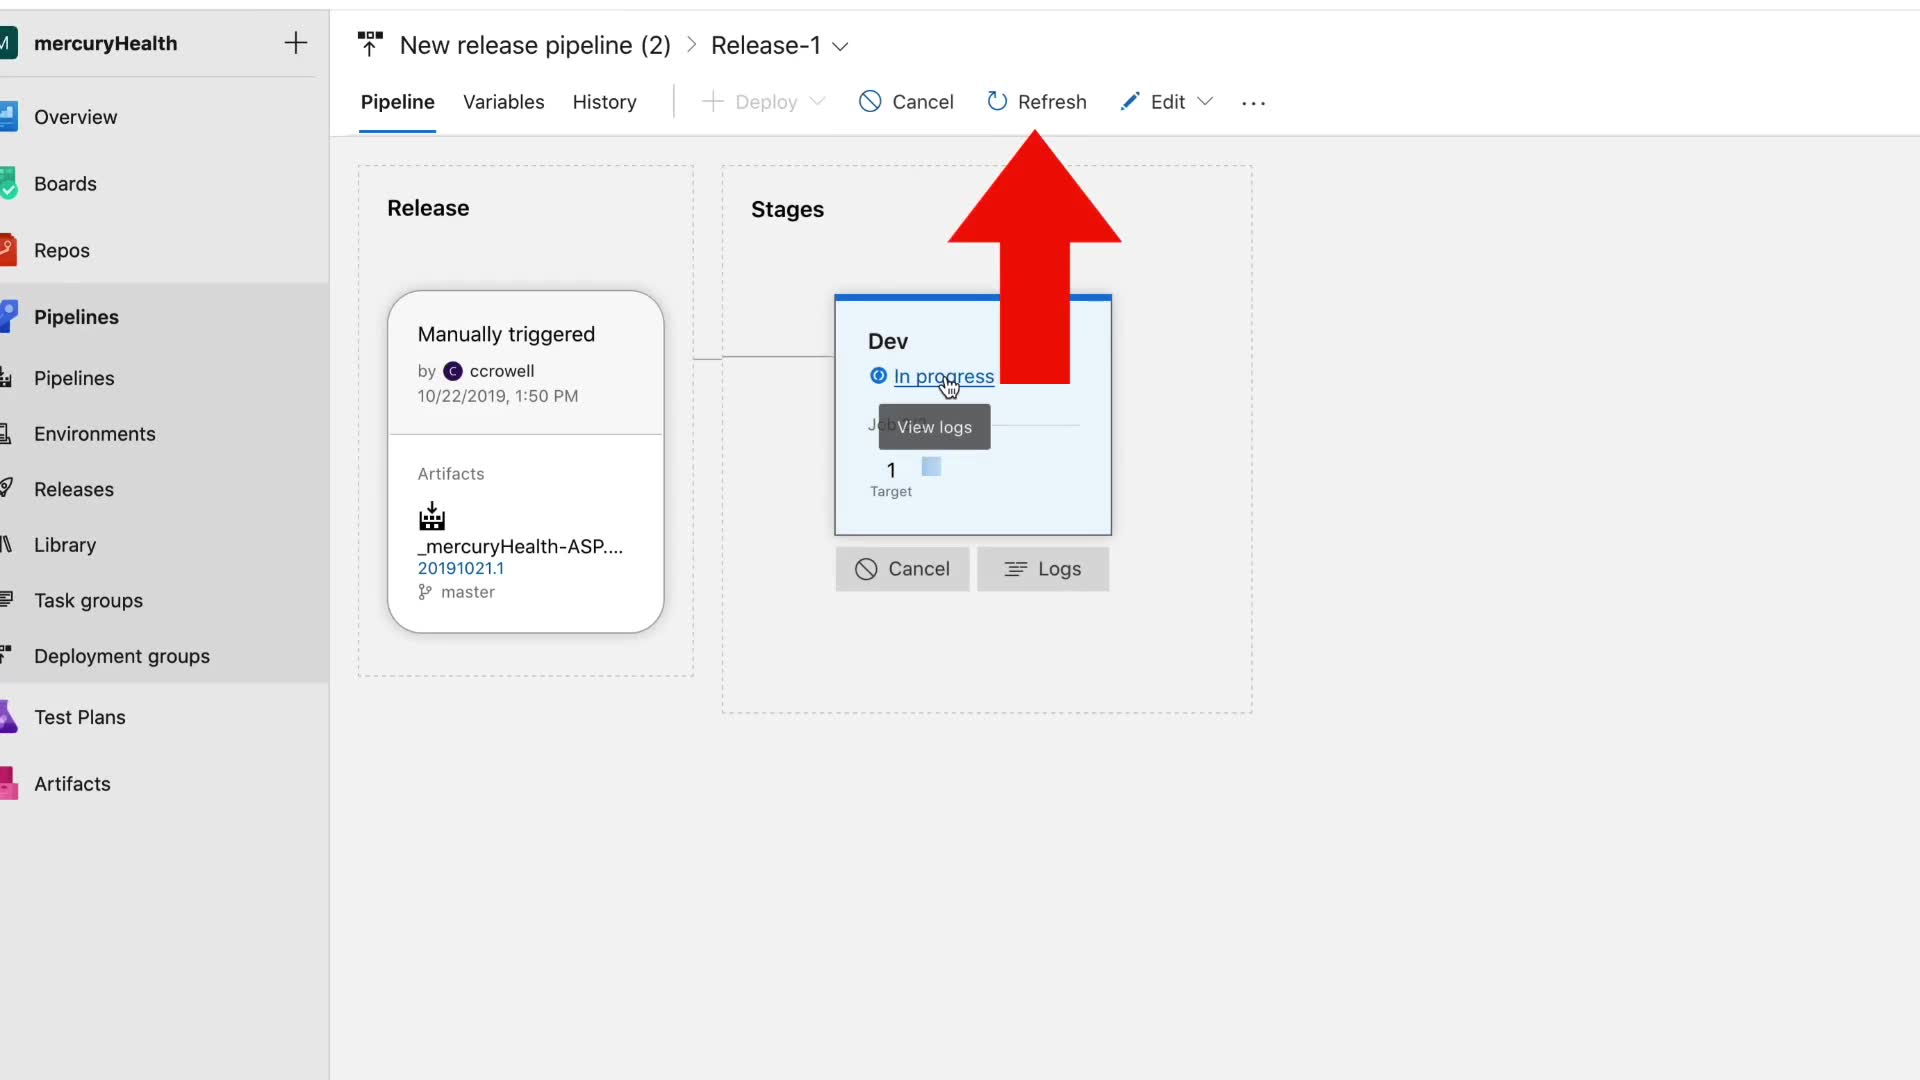 M
mercuryHealth
New release pipeline (2)
Release-1
Pipeline
Variables
History
Deploy
Cancel
Refresh
Edit
Overview
Boards
Repos
Pipelines
Pipelines
Environments
Releases
Library
Task groups
Deployment groups
Test Plans
Artifacts
Release
Manually triggered
by C ccrowell
10/22/2019, 1:50 PM
Artifacts
_mercuryHealth-ASP....
20191021.1
master
Stages
Dev
In progress
View logs
1
Target
Cancel
Logs